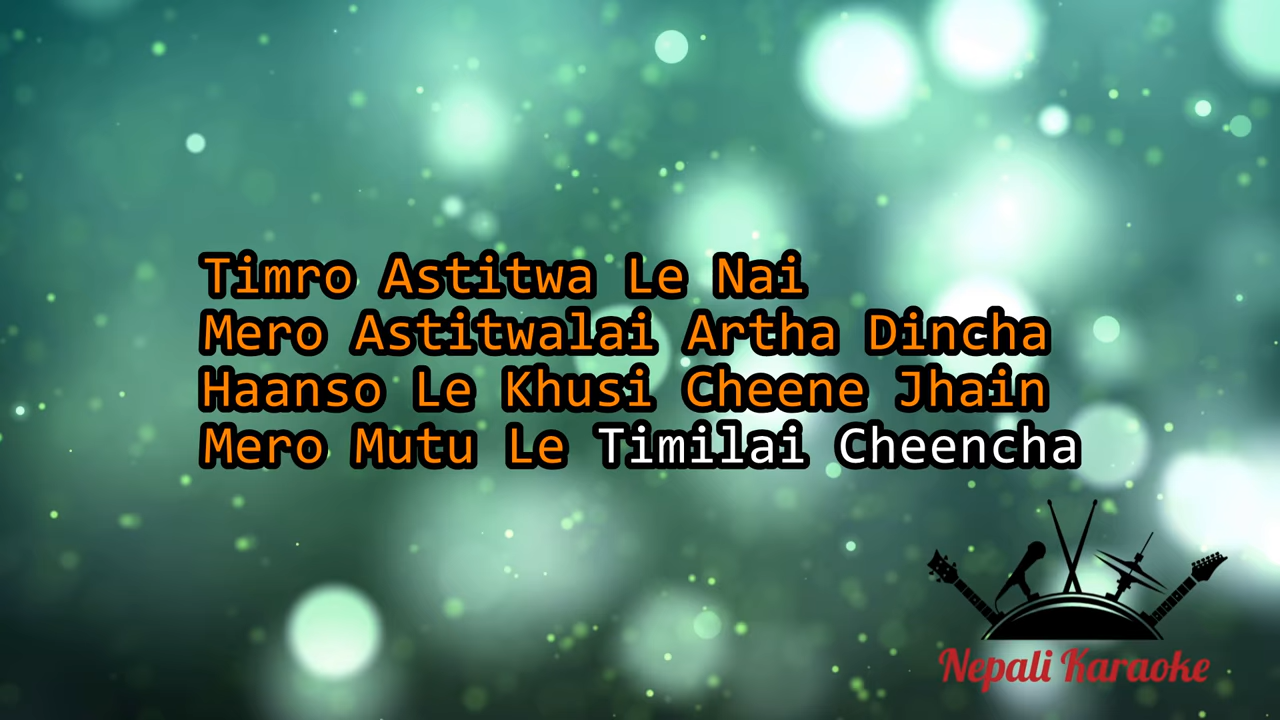 Timro Astitwa Le Nai
Mero Astitwalai Artha Dincha
Haanso Le Khusi Cheene Jhain
Mero Mutu Le Timilai Cheencha
Nepali Karaoke